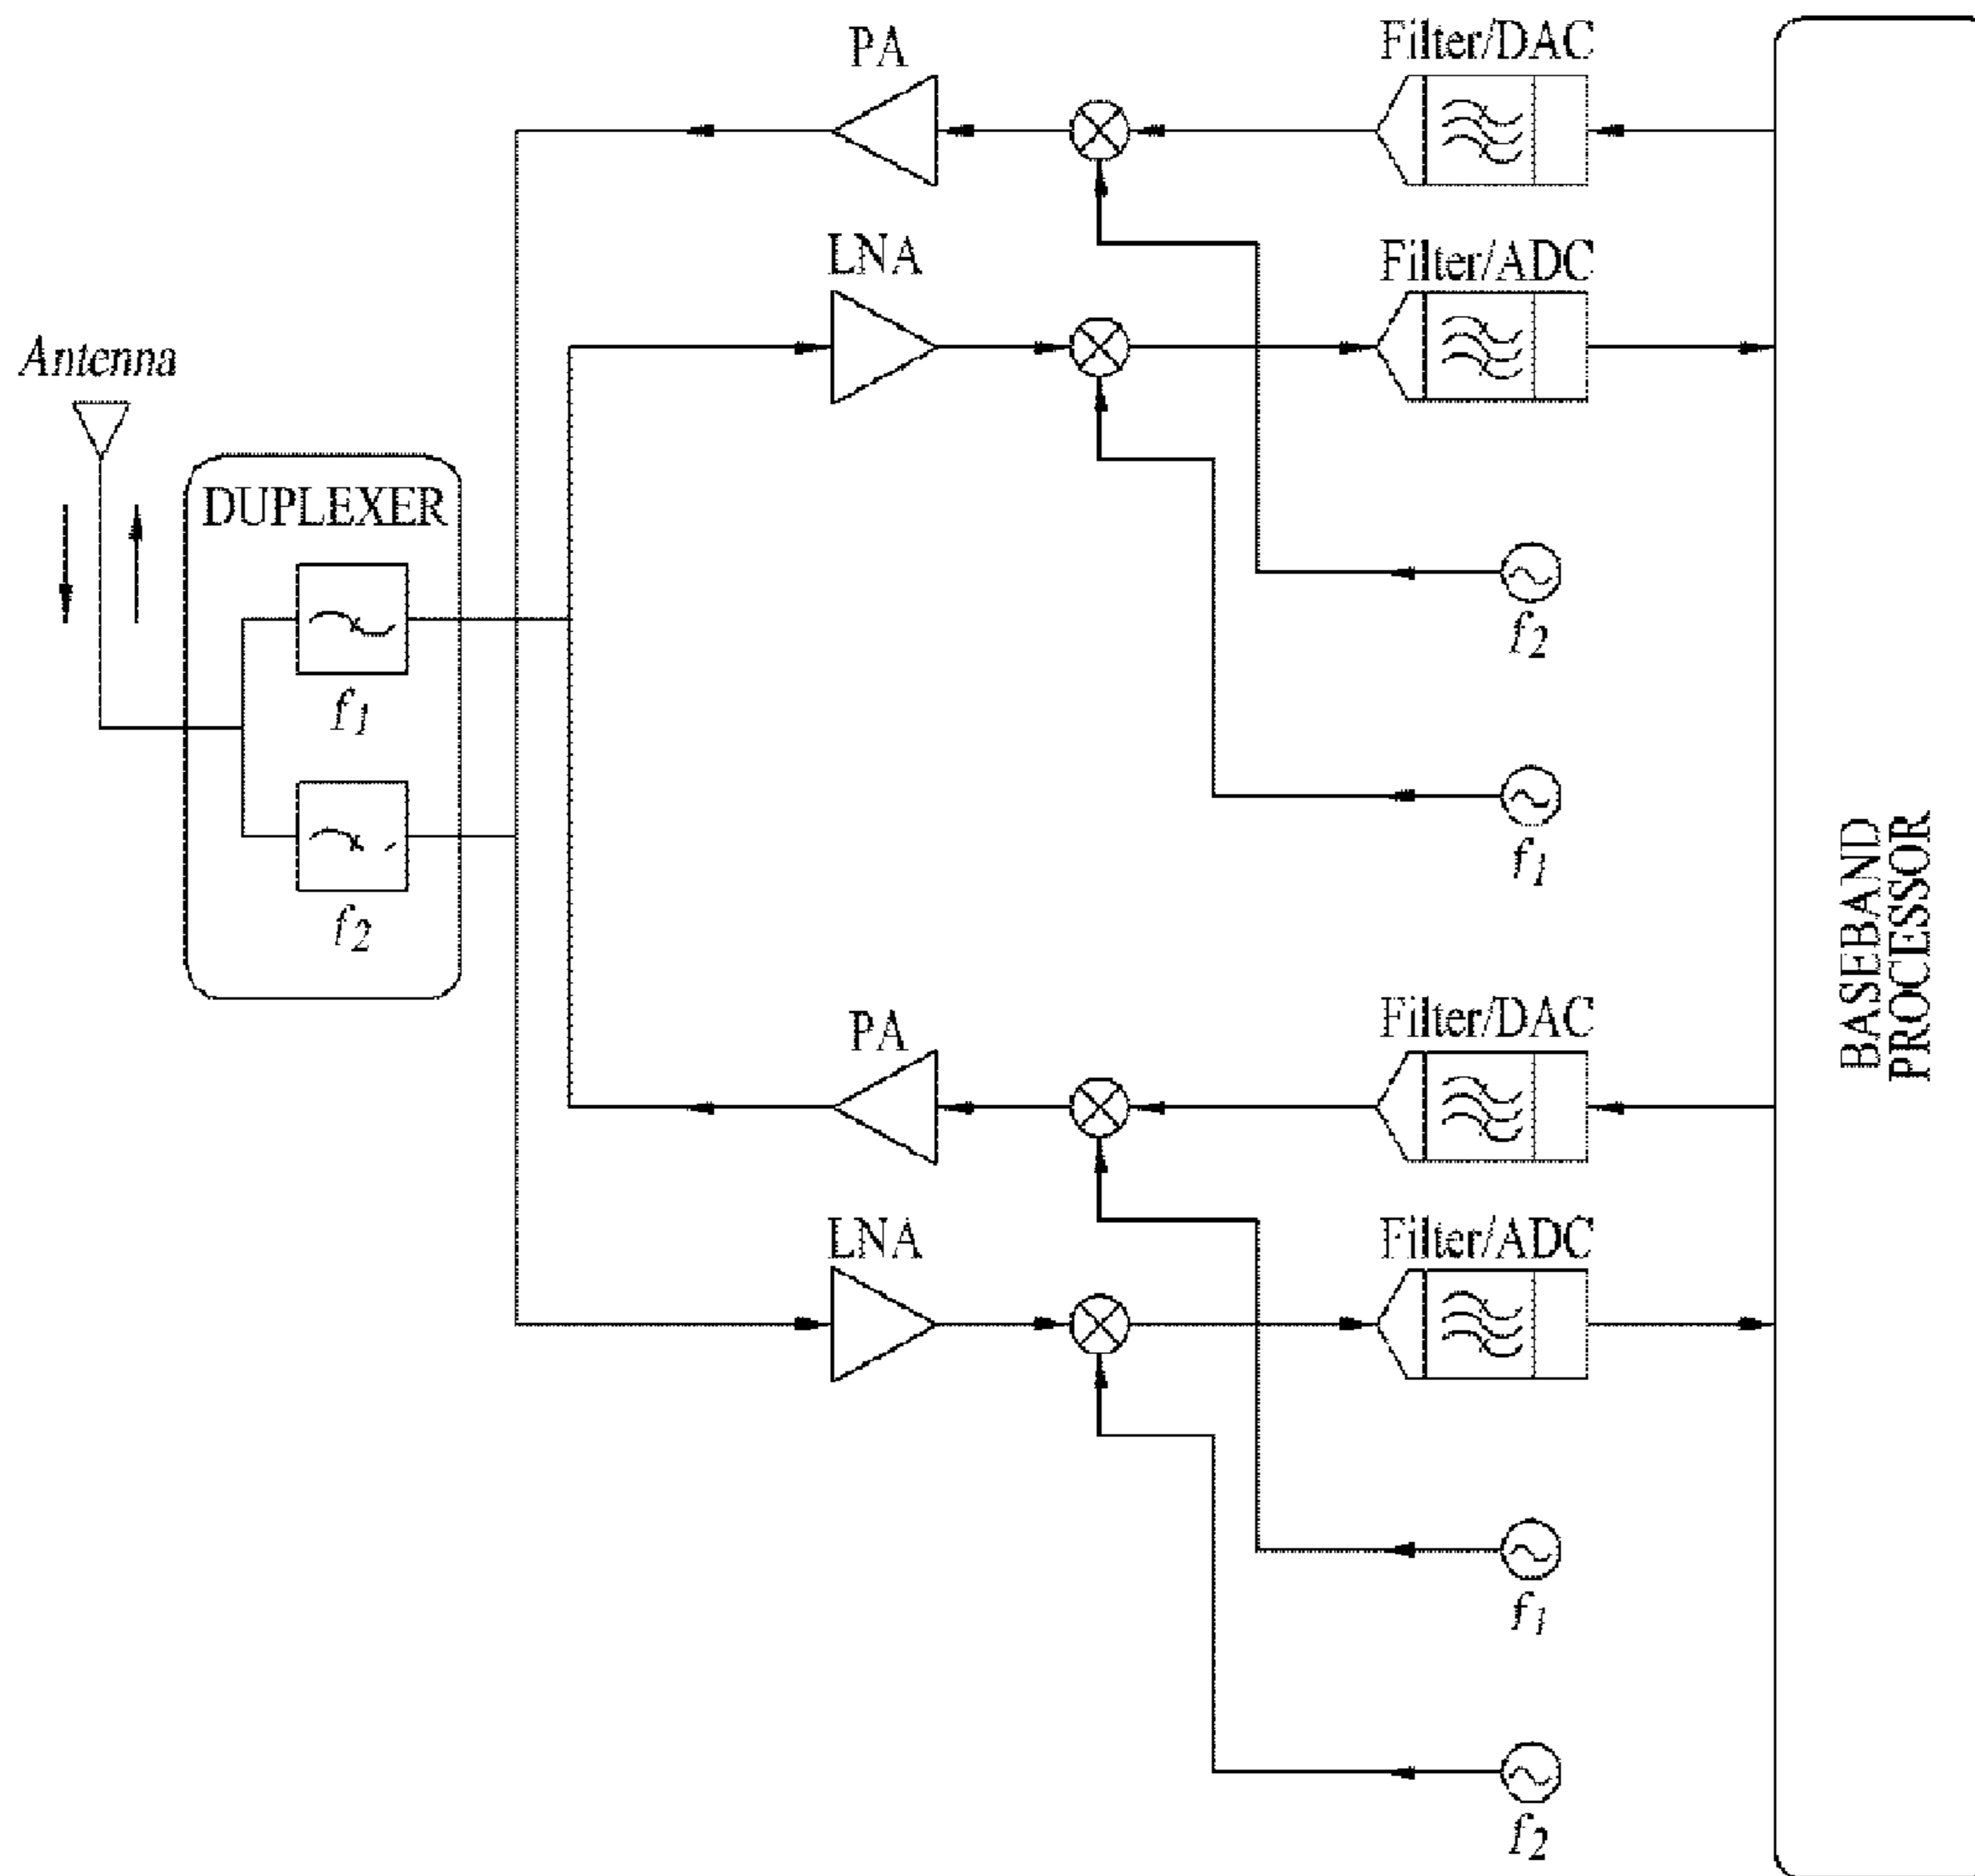 PA
Filter/DAC
LNA
Filter/ADC
Antenna
DUPLEXER
f1
f2
f2
f1
BASEBAND
PROCESSOR
PA
Filter/DAC
LNA
Filter/ADC
f1
f2